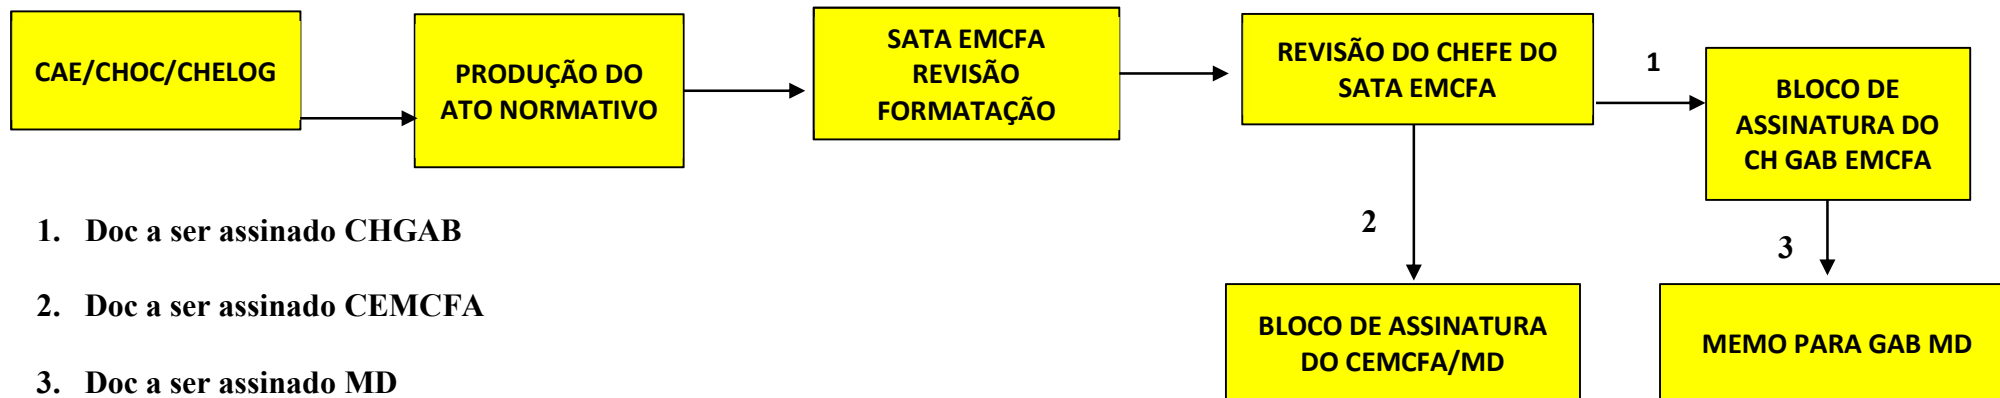 CAE/CHOC/CHELOG
PRODUÇÃO DO
ATO NORMATIVO
SATA EMCFA
REVISÃO
FORMATAÇÃO
REVISÃO DO CHEFE DO
SATA EMCFA
1
BLOCO DE
ASSINATURA DO
CH GAB EMCFA
2
3
BLOCO DE ASSINATURA
DO CEMCFA/MD
MEMO PARA GAB MD
1. Doc a ser assinado CHGAB
2. Doc a ser assinado CEMCFA
3. Doc a ser assinado MD